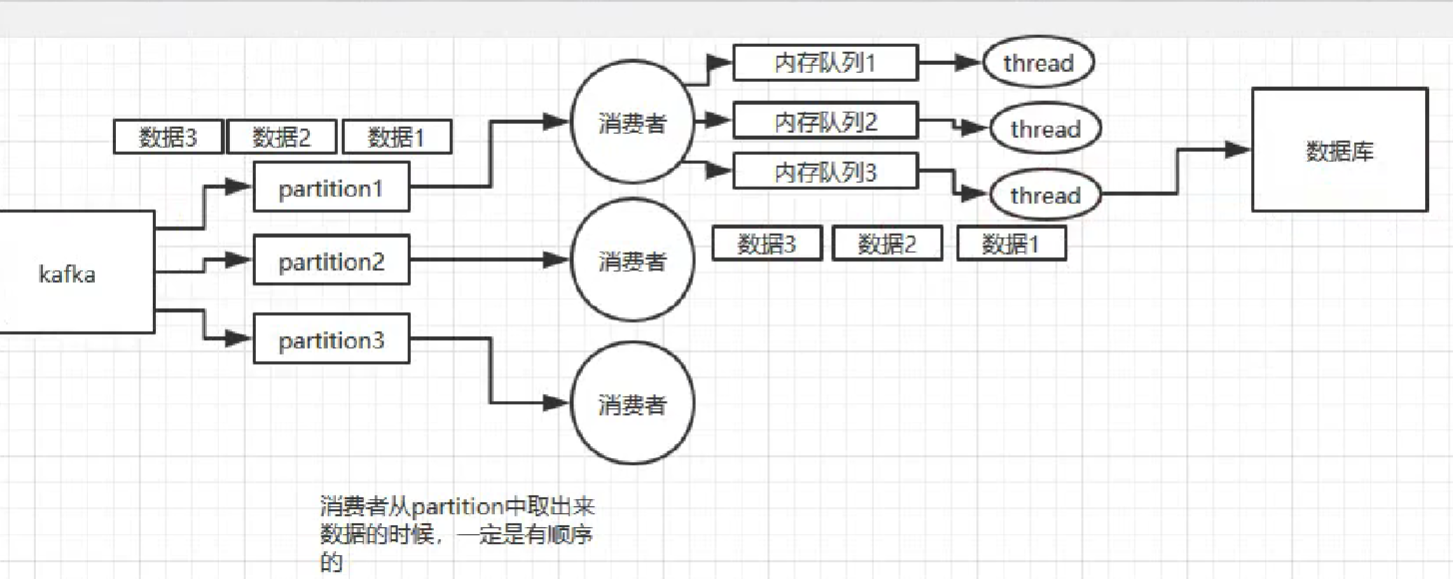 内存队列1
thread
消费者
内存队列2
thread
数据3
数据2
数据1
内存队列3
thread
数据库
partition1
数据3
数据2
数据1
kafka
partition2
消费者
partition3
消费者
消费者从partition中取出来
数据的时候，一定是有顺序
的